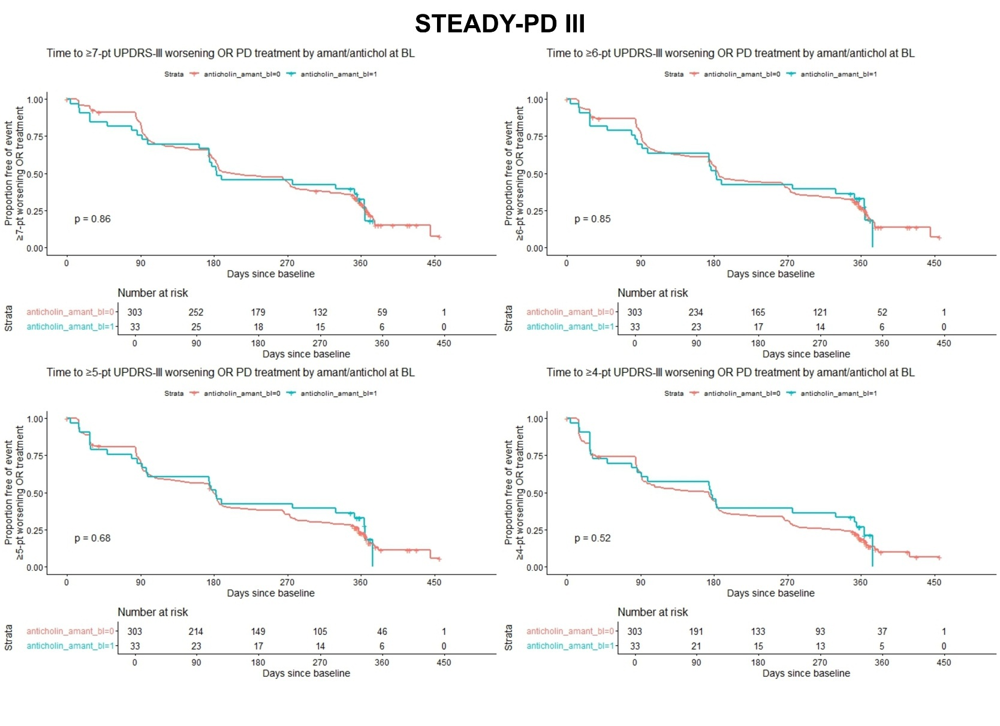 STEADY-PD III
Time to ≥7-pt UPDRS-III worsening OR PD treatment by amant/antichol at BL
Strata anticholin_amant_bl=0 anticholin_amant_bl=1
Proportion free of event
≥7-pt worsening OR treatment
1.00
0.75
0.50
0.25
0.00
p = 0.86
0 90 180 270 360 450
Days since baseline
Number at risk
Strata
anticholin_amant_bl=0 303 252 179 132 59 1
anticholin_amant_bl=1 33 25 18 15 6 0
0 90 180 270 360 450
Days since baseline
Time to ≥6-pt UPDRS-III worsening OR PD treatment by amant/antichol at BL
Strata anticholin_amant_bl=0 anticholin_amant_bl=1
Proportion free of event
≥6-pt worsening OR treatment
1.00
0.75
0.50
0.25
0.00
p = 0.85
0 90 180 270 360 450
Days since baseline
Number at risk
Strata
anticholin_amant_bl=0 303 234 165 121 52 1
anticholin_amant_bl=1 33 23 17 14 6 0
0 90 180 270 360 450
Days since baseline
Time to ≥5-pt UPDRS-III worsening OR PD treatment by amant/antichol at BL
Strata anticholin_amant_bl=0 anticholin_amant_bl=1
Proportion free of event
≥5-pt worsening OR treatment
1.00
0.75
0.50
0.25
0.00
p = 0.68
0 90 180 270 360 450
Days since baseline
Number at risk
Strata
anticholin_amant_bl=0 303 214 149 105 46 1
anticholin_amant_bl=1 33 23 17 14 6 0
0 90 180 270 360 450
Days since baseline
Time to ≥4-pt UPDRS-III worsening OR PD treatment by amant/antichol at BL
Strata anticholin_amant_bl=0 anticholin_amant_bl=1
Proportion free of event
≥4-pt worsening OR treatment
1.00
0.75
0.50
0.25
0.00
p = 0.52
0 90 180 270 360 450
Days since baseline
Number at risk
Strata
anticholin_amant_bl=0 303 191 133 93 37 1
anticholin_amant_bl=1 33 21 15 13 5 0
0 90 180 270 360 450
Days since baseline